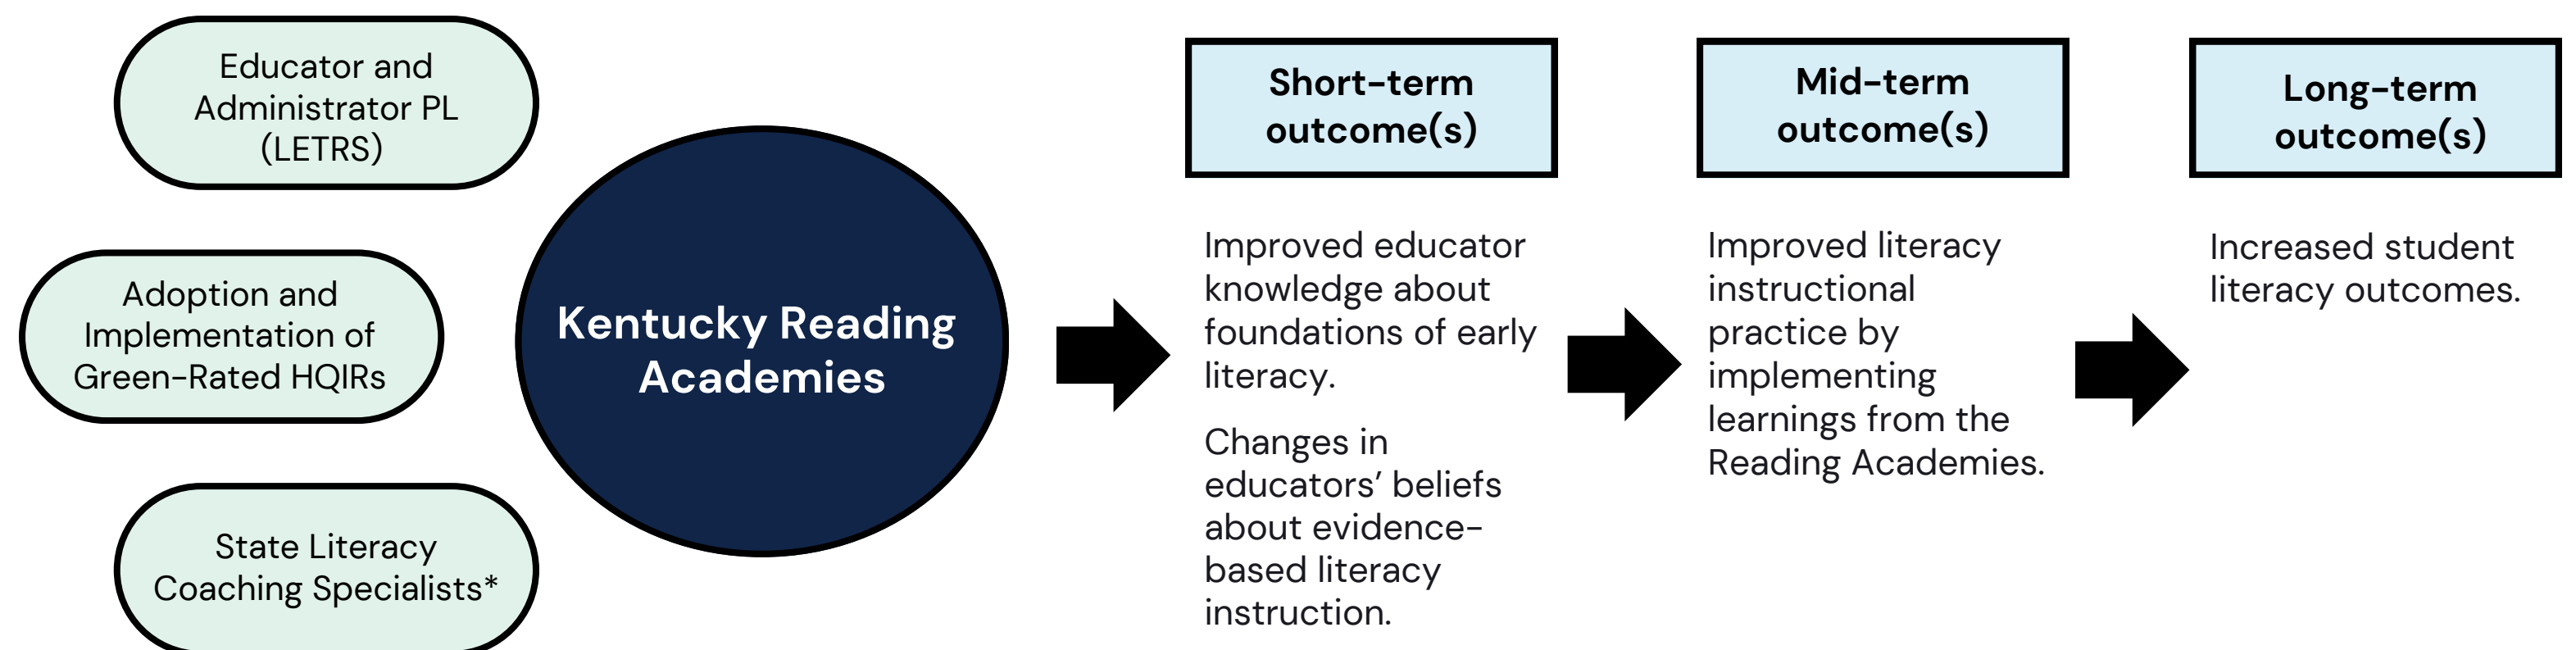 Educator and
Administrator PL
(LETRS)
Adoption and
Implementation of
Green-Rated HQIRs
State Literacy
Coaching Specialists*
Kentucky Reading
Academies
Short-term
outcome(s)
Improved educator
knowledge about
foundations of early
literacy.
Changes in
educators’ beliefs
about evidence-
based literacy
instruction.
Mid-term
outcome(s)
Improved literacy
instructional
practice by
implementing
learnings from the
Reading Academies.
Long-term
outcome(s)
Increased student
literacy outcomes.